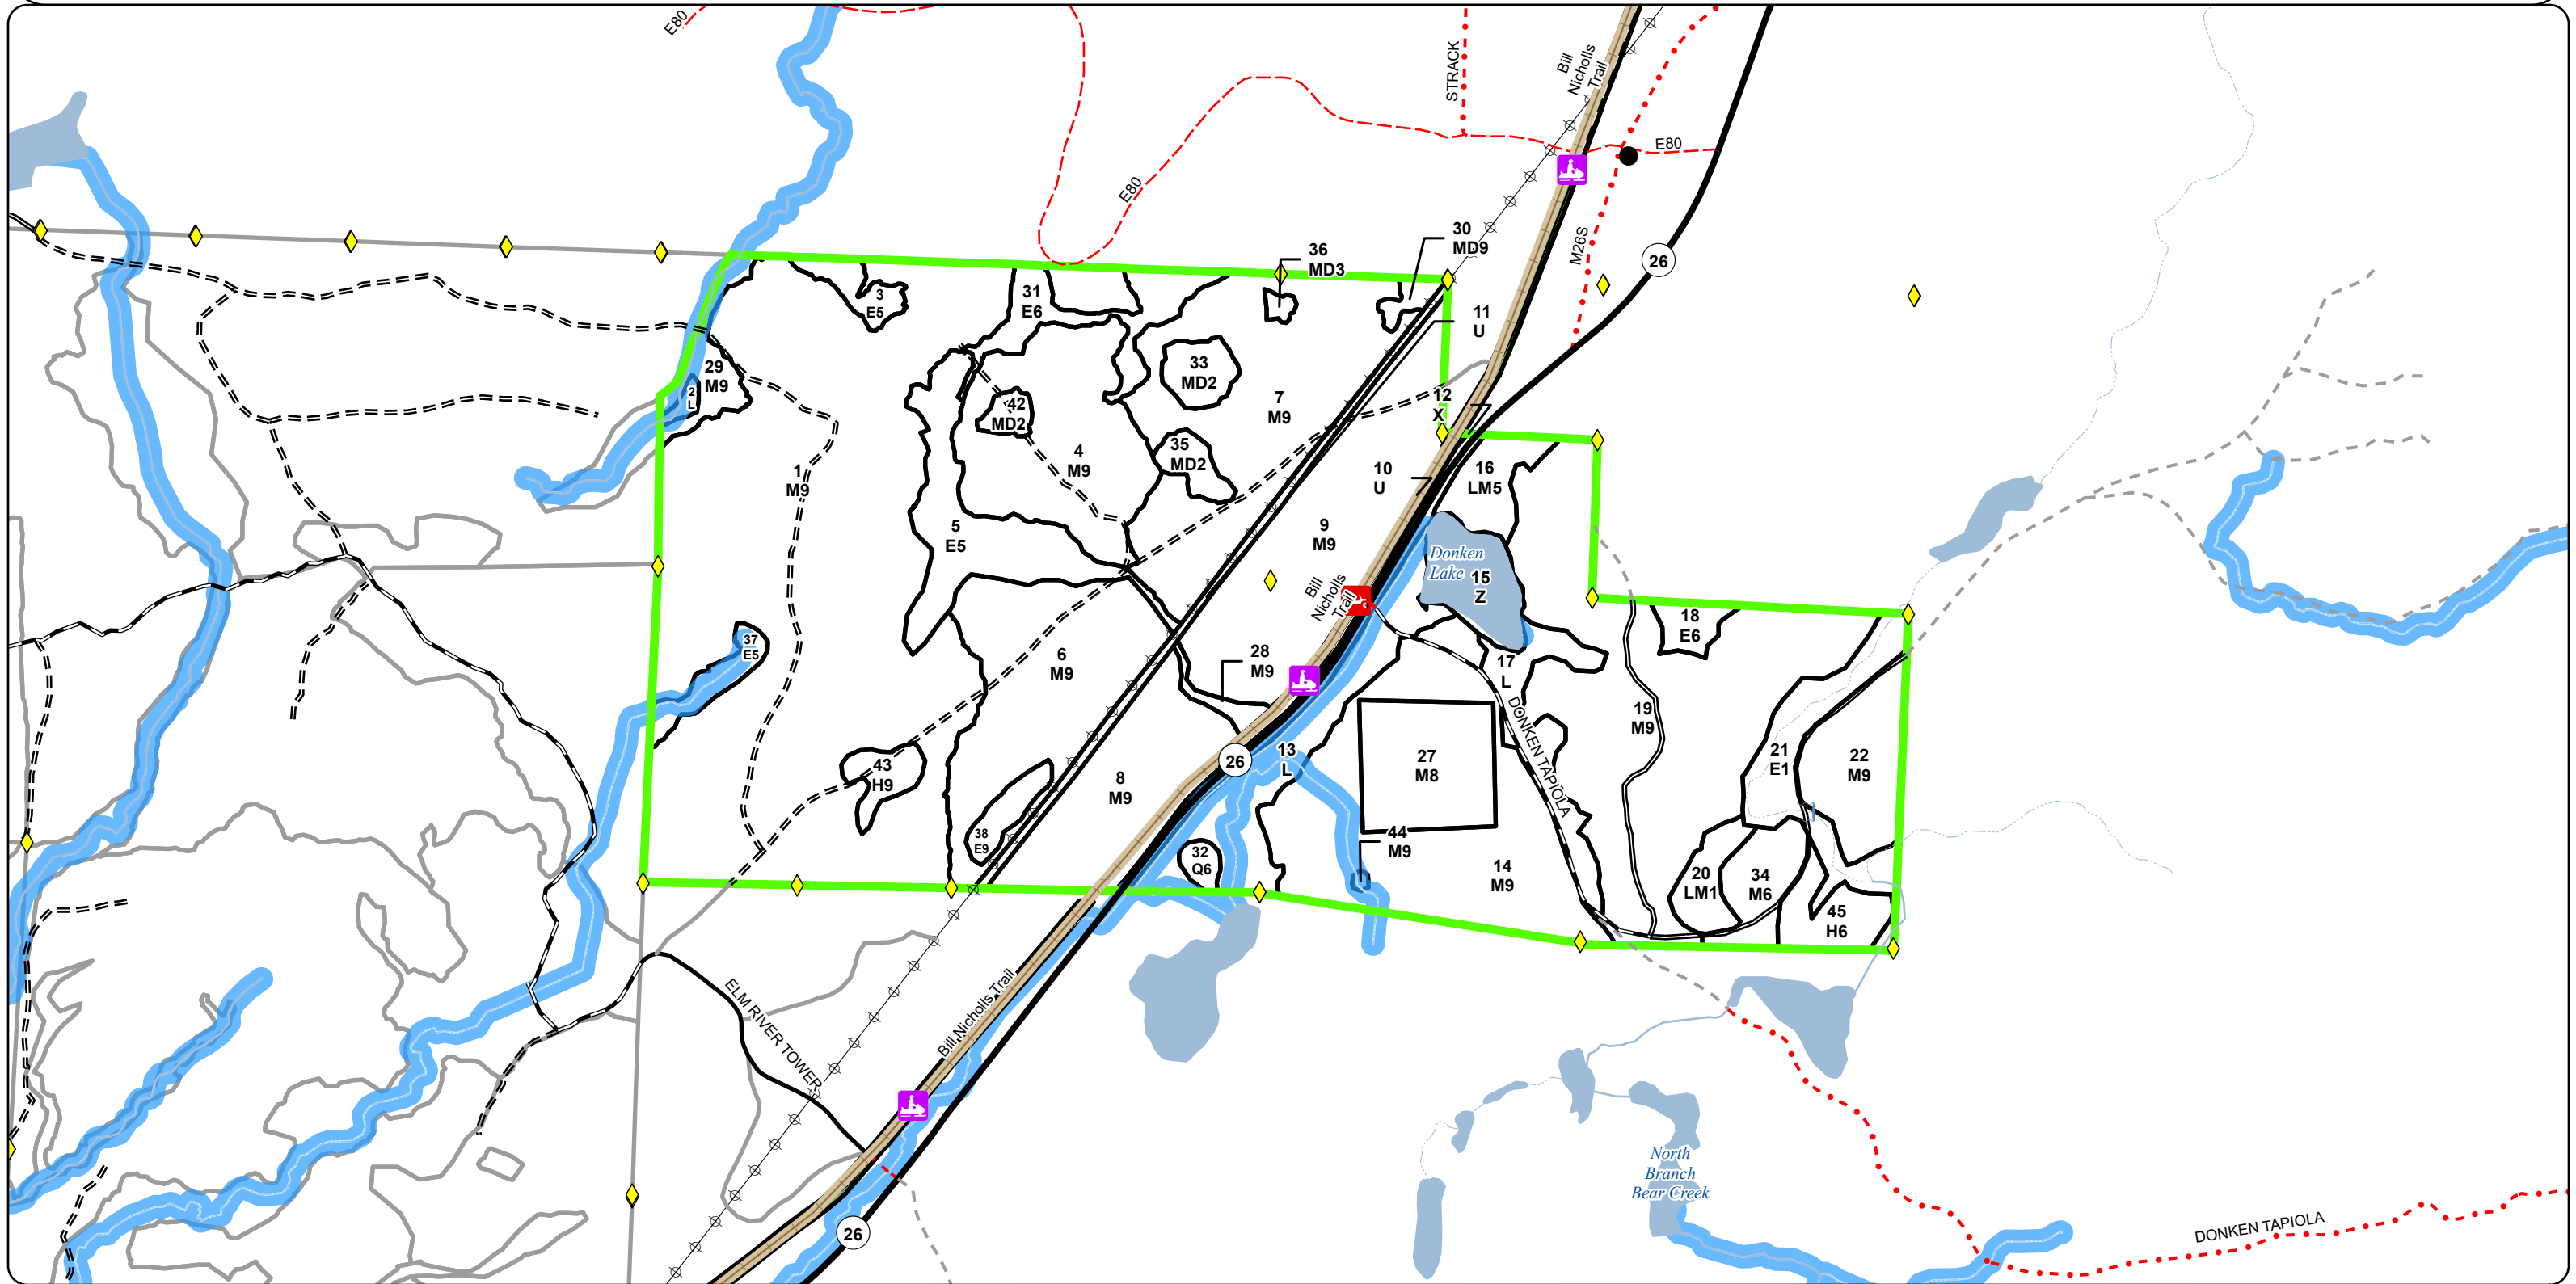 E80
STRACK
Bill
Nicholls
Trail
E80
E80
M26S
26
30
MD9
36
MD3
3
E5
31
E6
11
U
29
M9
2
L
33
MD2
7
M9
12
X
42
MD2
4
M9
35
MD2
1
M9
10
U
16
LM5
5
E5
9
M9
Donken
Lake
15
Z
Bill
Nicholls
Trail
18
E6
37
E5
6
M9
28
M9
17
L
19
M9
DONKEN TAPIOLA
43
H9
8
M9
26
13
L
27
M8
21
E1
22
M9
38
E9
32
Q6
44
M9
14
M9
20
LM1
34
M6
45
H6
ELM RIVER TOWER
Bill Nicholls Trail
North
Branch
Bear Creek
26
DONKEN TAPIOLA